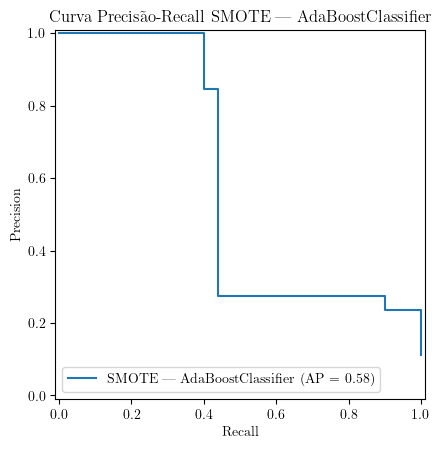 Curva Precisão-Recall SMOTE — AdaBoostClassifier
1.0
0.8
0.6
0.4
0.2
0.0
Precision
SMOTE — AdaBoostClassifier (AP = 0.58)
0.0 0.2 0.4 0.6 0.8 1.0
Recall